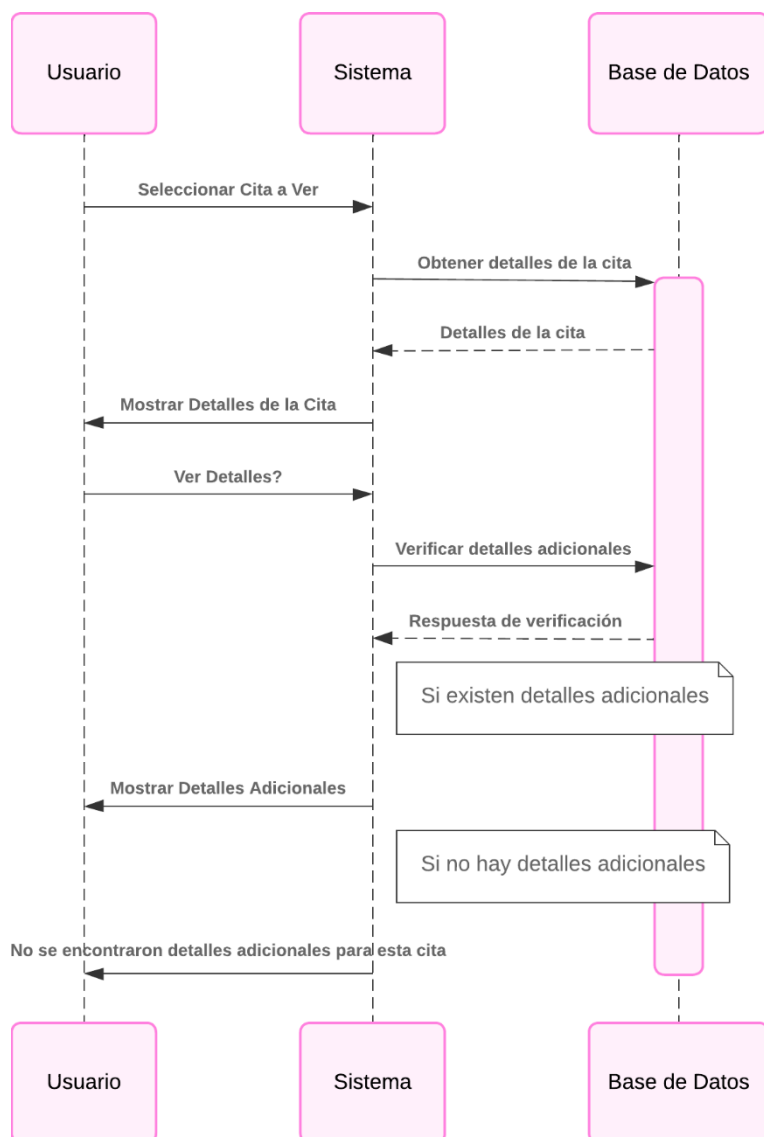 Usuario
Sistema
Base de Datos
Seleccionar Cita a Ver
Obtener detalles de la cita
Detalles de la cita
Mostrar Detalles de la Cita
Ver Detalles?
Verificar detalles adicionales
Respuesta de verificación
Si existen detalles adicionales
Mostrar Detalles Adicionales
Si no hay detalles adicionales
No se encontraron detalles adicionales para esta cita
Usuario
Sistema
Base de Datos